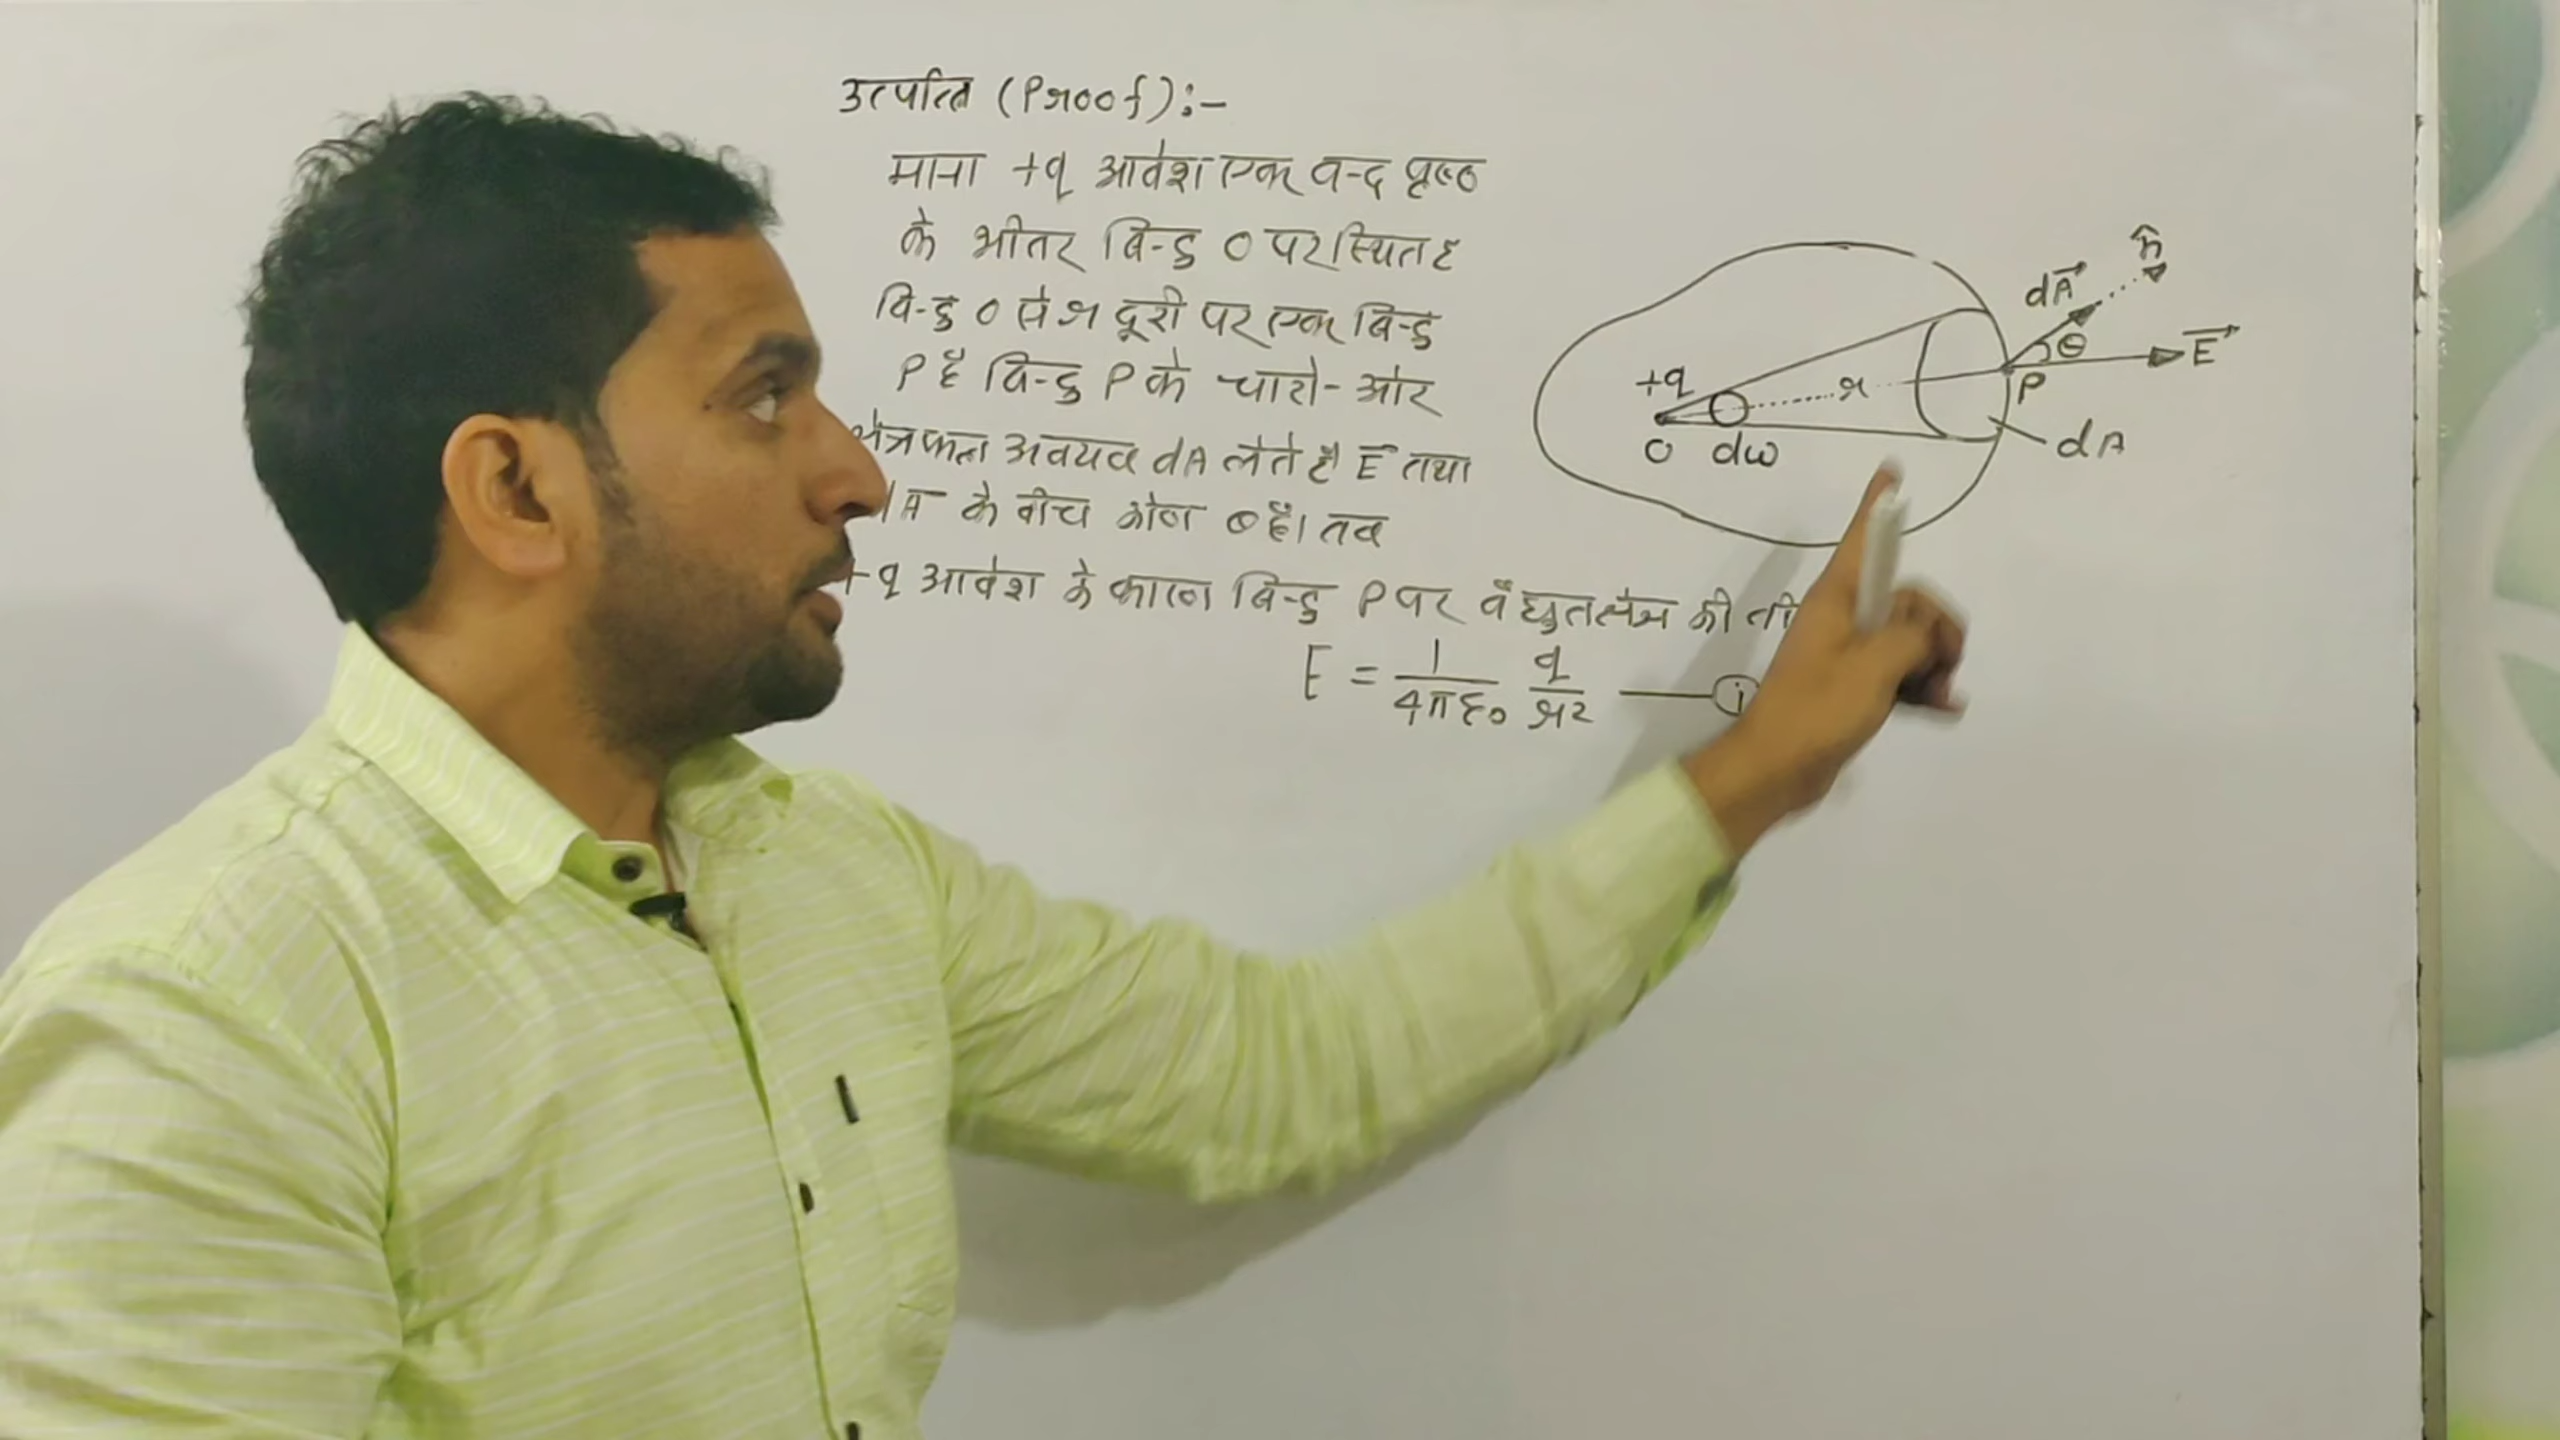 उत्पत्ति (Proof):-
माना +q आवेश एक बन्द पृष्ठ
के भीतर बिन्दु O पर स्थित है
बिन्दु O से r दूरी पर एक बिन्दु
P है बिन्दु P के चारो-ओर
क्षेत्रफल अवयव dA लेते है E तथा
A के बीच कोण θ है। तब
+q आवेश के कारण बिन्दु P पर वैद्युतक्षेत्र की ती
E = 1/4πε₀ q/r² — (i)
n̂
dA⃗
θ
E⃗
+q
r
P
O dω
dA